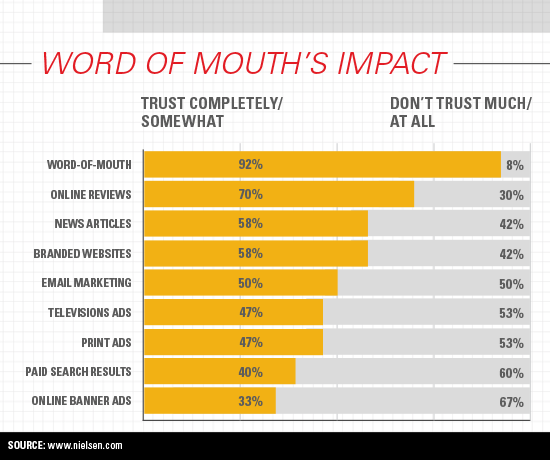 WORD OF MOUTH'S IMPACT
TRUST COMPLETELY/
SOMEWHAT
DON'T TRUST MUCH/
AT ALL
WORD-OF-MOUTH 92% 8%
ONLINE REVIEWS 70% 30%
NEWS ARTICLES 58% 42%
BRANDED WEBSITES 58% 42%
EMAIL MARKETING 50% 50%
TELEVISIONS ADS 47% 53%
PRINT ADS 47% 53%
PAID SEARCH RESULTS 40% 60%
ONLINE BANNER ADS 33% 67%
SOURCE: www.nielsen.com